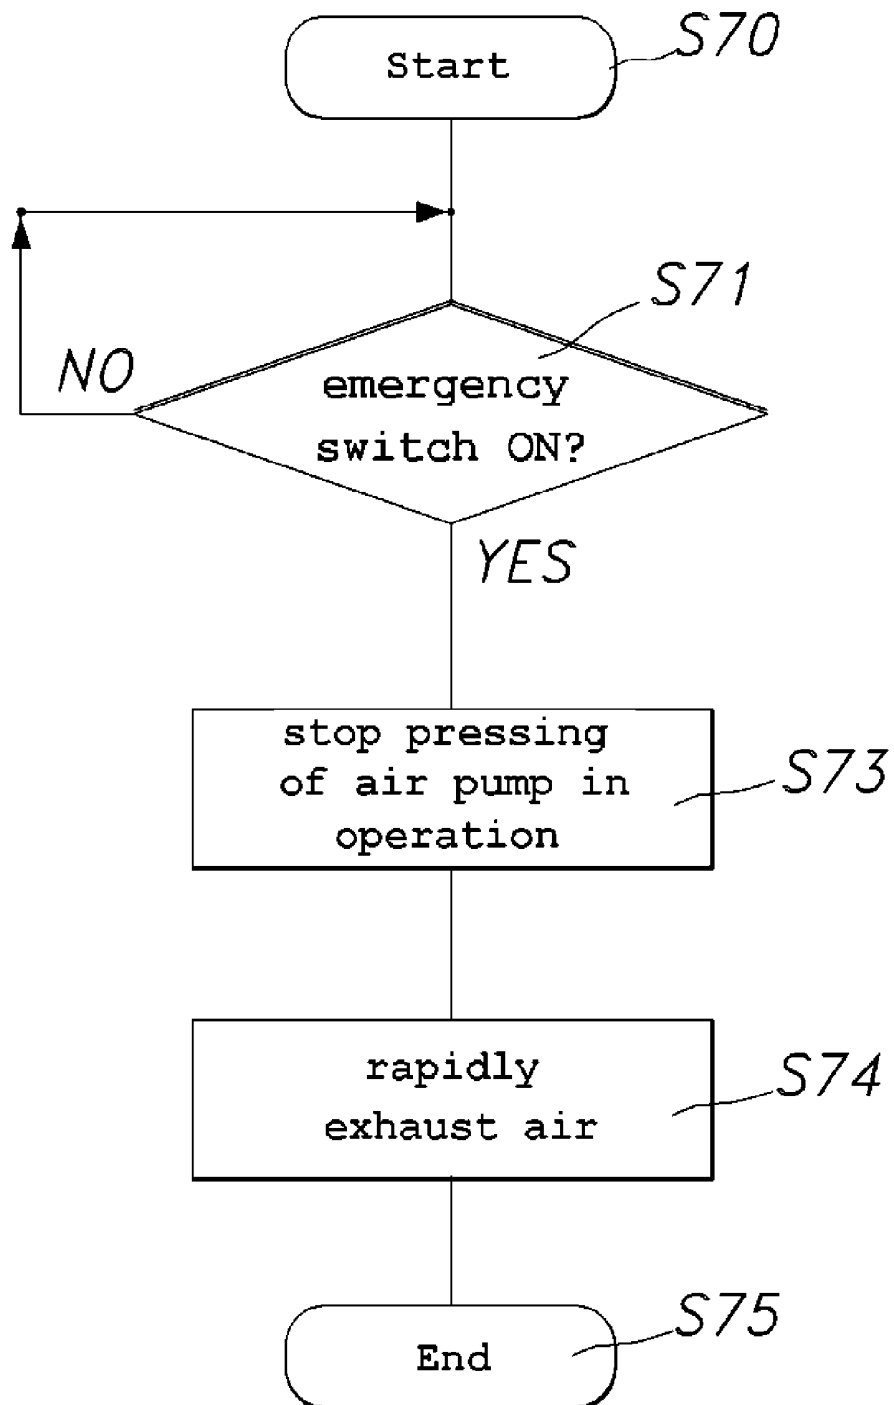 Start
S70
S71
NO
emergency
switch ON?
YES
stop pressing
of air pump in
operation
S73
rapidly
exhaust air
S74
End
S75